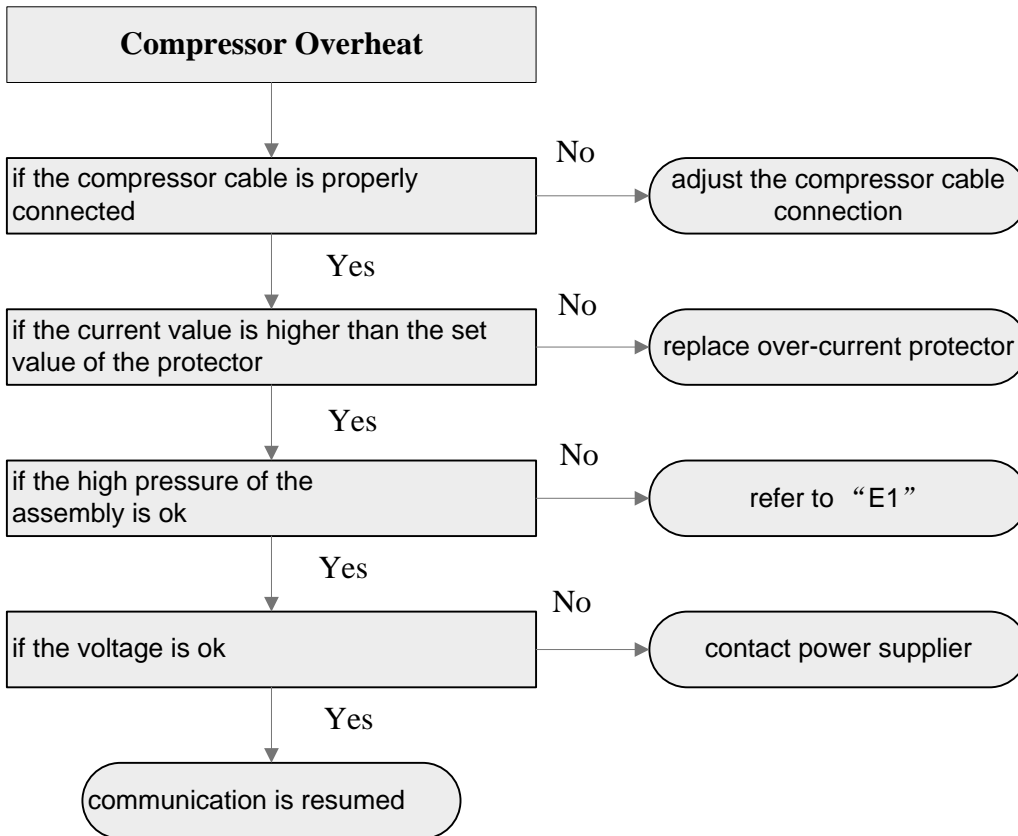 Compressor Overheat
No
if the compressor cable is properly
connected
adjust the compressor cable
connection
Yes
No
if the current value is higher than the set
value of the protector
replace over-current protector
Yes
No
if the high pressure of the
assembly is ok
refer to “E1”
Yes
No
if the voltage is ok
contact power supplier
Yes
communication is resumed